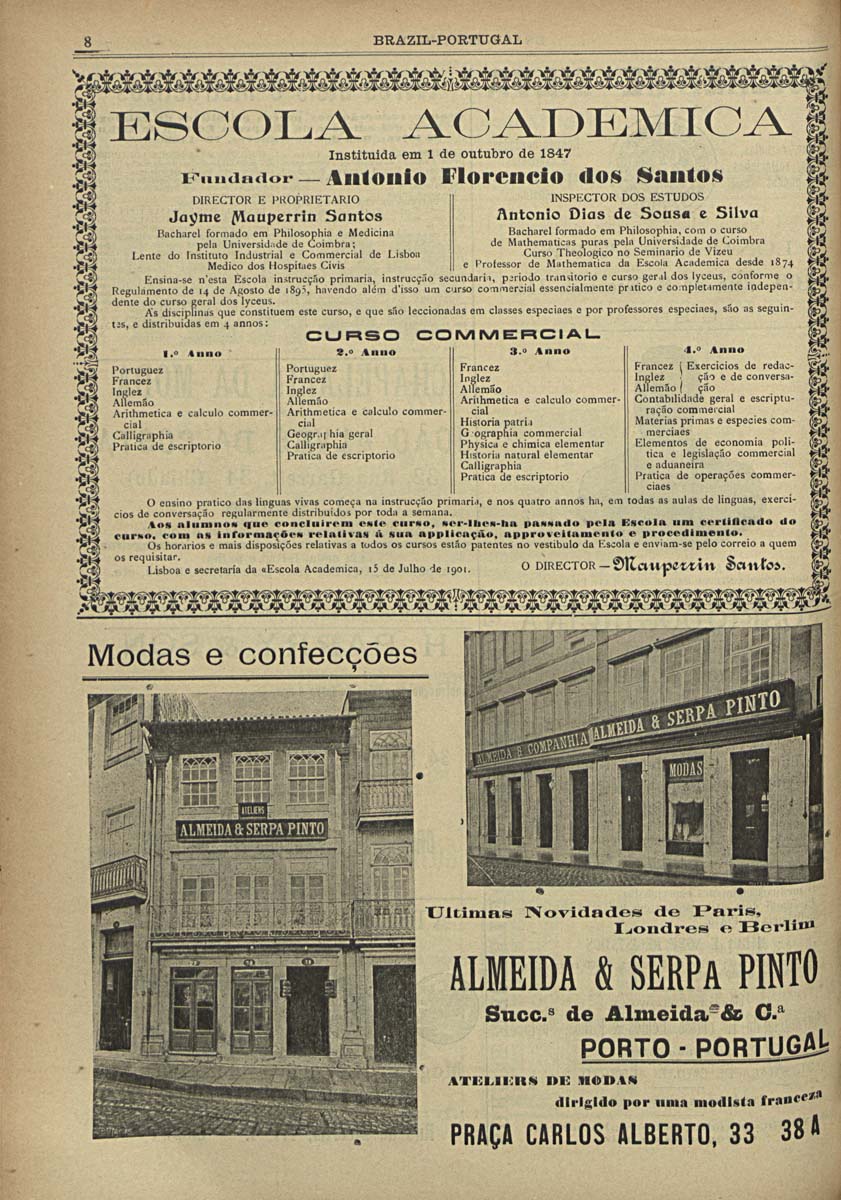 8
BRAZIL-PORTUGAL
ESCOLA ACADEMICA
Instituida em 1 de outubro de 1847
Fundador — Antonio Florencio dos Santos
DIRECTOR E PROPRIETARIO
Jayme Mauperrin Santos
Bacharel formado em Philosophia e Medicina
pela Universidade de Coimbra;
Lente do Instituto Industrial e Commercial de Lisboa
Medico dos Hospitaes Civis
INSPECTOR DOS ESTUDOS
Antonio Dias de Sousa e Silva
Bacharel formado em Philosophia, com o curso
de Mathematicas puras pela Universidade de Coimbra
Curso Theologico no Seminario de Vizeu
e Professor de Mathematica da Escola Academica desde 1874
Ensina-se n'esta Escola instrucção primaria, instrucção secundaria, periodo transitorio e curso geral dos lyceus, conforme o
Regulamento de 14 de Agosto de 1895, havendo além d'isso um curso commercial essencialmente pratico e completamente indepen-
dente do curso geral dos lyceus.
As disciplinas que constituem este curso, e que são leccionadas em classes especiaes e por professores especiaes, são as seguin-
tes, e distribuidas em 4 annos:
CURSO COMMERCIAL
1.º Anno
Portuguez
Francez
Inglez
Allemão
Arithmetica e calculo commer-
cial
Calligraphia
Pratica de escriptorio
2.º Anno
Portuguez
Francez
Inglez
Allemão
Arithmetica e calculo commer-
cial
Geographia geral
Calligraphia
Pratica de escriptorio
3.º Anno
Francez
Inglez
Allemão
Arithmetica e calculo commer-
cial
Historia patria
Geographia commercial
Physica e chimica elementar
Historia natural elementar
Calligraphia
Pratica de escriptorio
4.º Anno
Francez { Exercicios de redac-
Inglez } ção e de conversa-
Allemão { ção
Contabilidade geral e escriptu-
ração commercial
Materias primas e especies com-
merciaes
Elementos de economia poli-
tica e legislação commercial
e aduaneira
Pratica de operações commer-
ciaes
O ensino pratico das linguas vivas começa na instrucção primaria, e nos quatro annos ha, em todas as aulas de linguas, exerci-
cios de conversação regularmente distribuidos por toda a semana.
Aos alumnos que concluirem este curso, ser-lhes-ha passado pela Escola um certificado do
curso, com as informações relativas á sua applicação, approveitamento e procedimento.
Os horarios e mais disposições relativas a todos os cursos estão patentes no vestibulo da Escola e enviam-se pelo correio a quem
os requisitar.
Lisboa e secretaria da «Escola Academica, 15 de Julho de 1901.
O DIRECTOR — Mauperrin Santos.
Modas e confecções
ATELIERS
ALMEIDA & SERPA PINTO
ALMEIDA & COMPANHIA
ALMEIDA & SERPA PINTO
MODAS
Ultimas Novidades de Paris,
Londres e Berlim
ALMEIDA & SERPA PINTO
Succ.s de Almeida & C.a
PORTO - PORTUGAL
ATELIERS DE MODAS
dirigido por uma modista franceza
PRAÇA CARLOS ALBERTO, 33 38 A